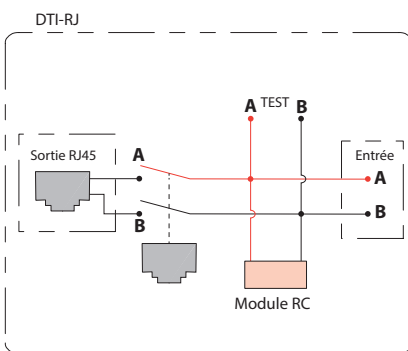 DTI-RJ
A TEST B
Sortie RJ45
A
Entrée
A
B
B
Module RC